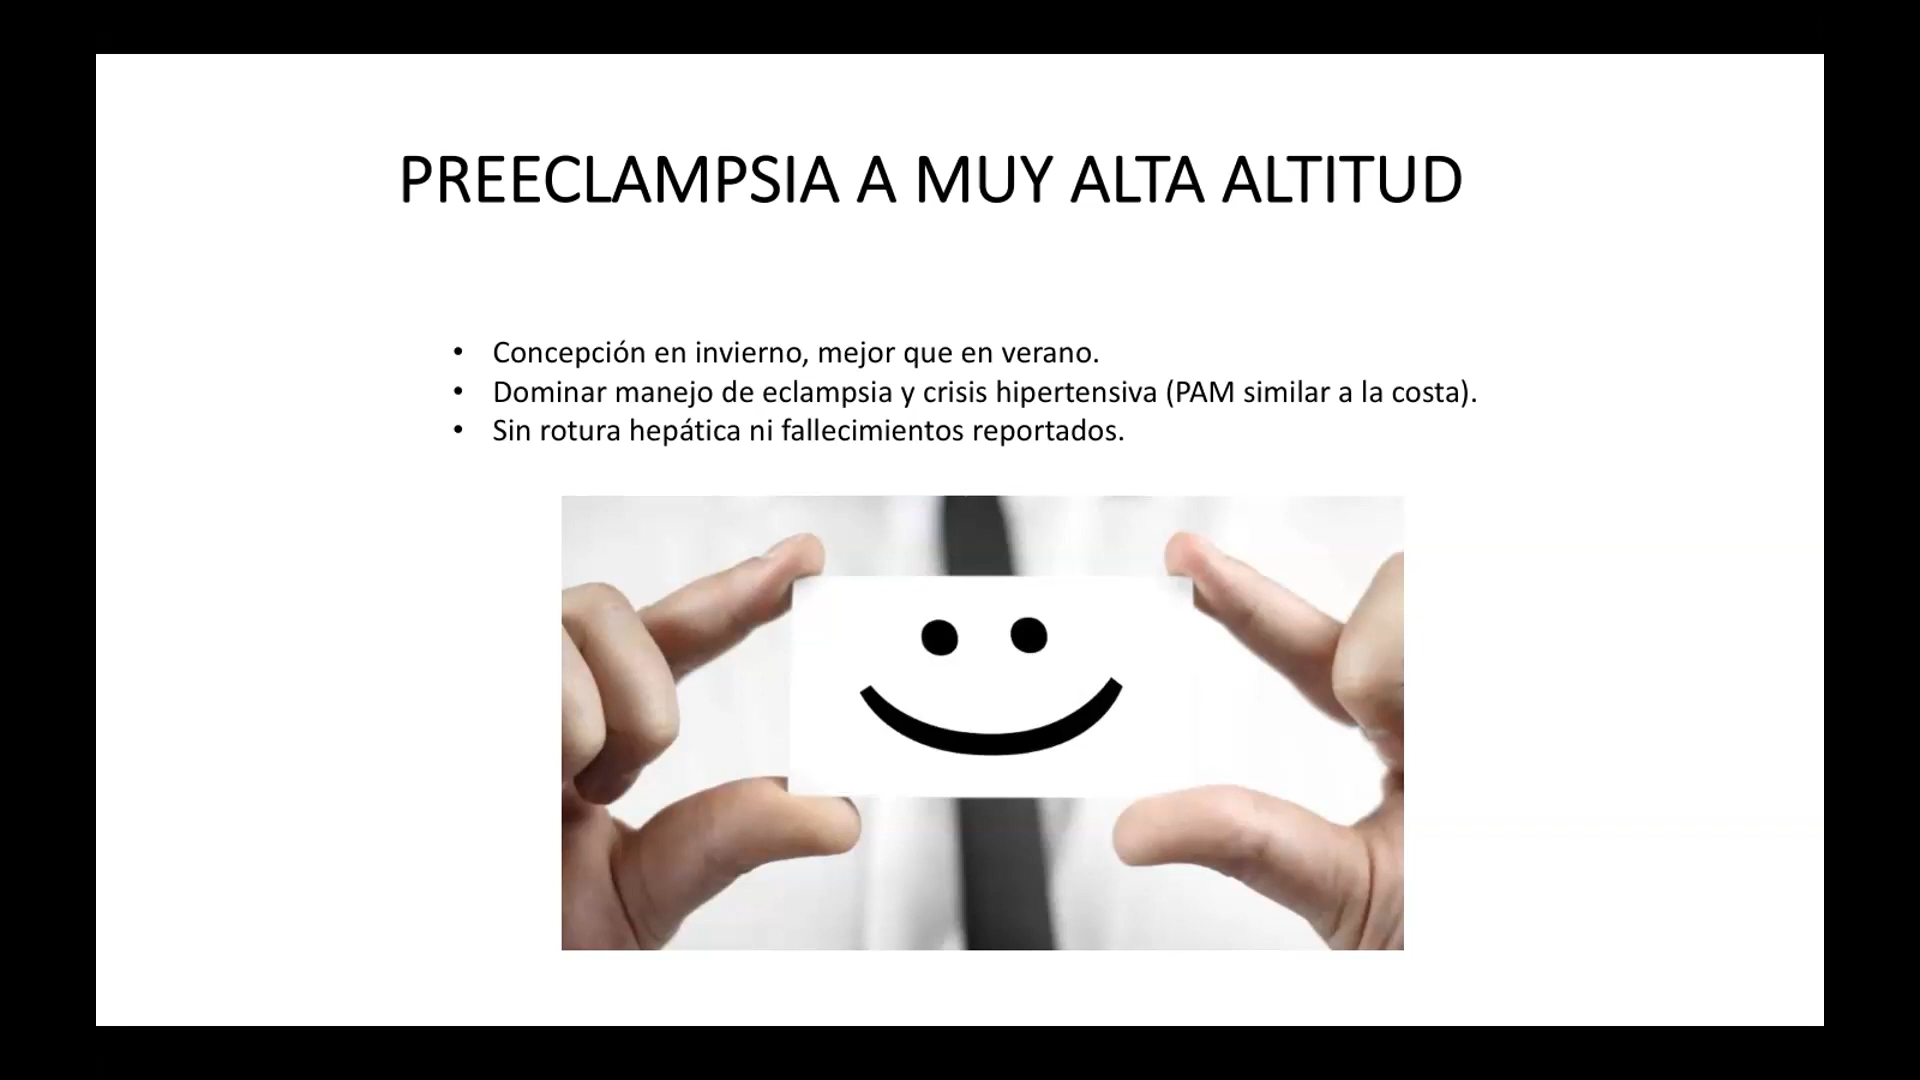 PREECLAMPSIA A MUY ALTA ALTITUD
• Concepción en invierno, mejor que en verano.
• Dominar manejo de eclampsia y crisis hipertensiva (PAM similar a la costa).
• Sin rotura hepática ni fallecimientos reportados.